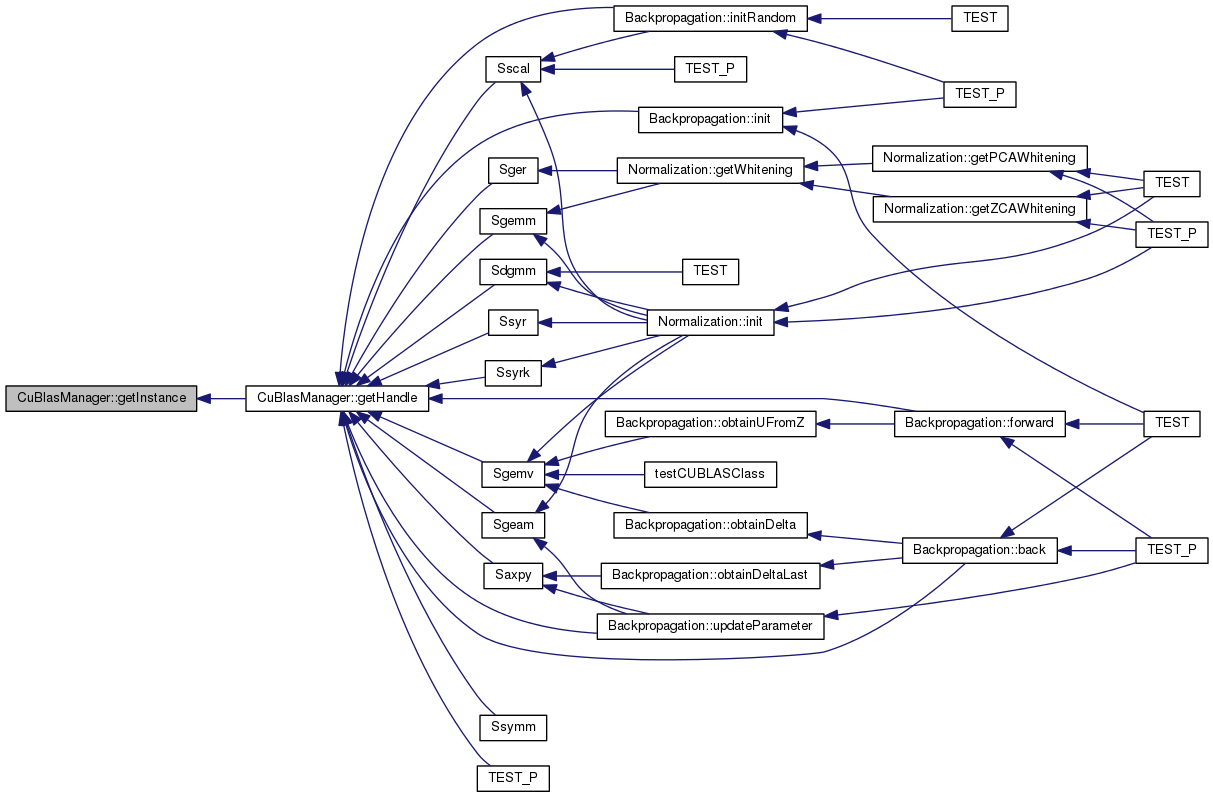 Backpropagation::initRandom
TEST
Sscal
TEST_P
TEST_P
Backpropagation::init
Normalization::getPCAWhitening
Sger
Normalization::getWhitening
TEST
Normalization::getZCAWhitening
Sgemm
TEST_P
Sdgmm
TEST
Ssyr
Normalization::init
Ssyrk
CuBlasManager::getInstance
CuBlasManager::getHandle
Backpropagation::obtainUFromZ
Backpropagation::forward
TEST
Sgemv
testCUBLASClass
Sgeam
Backpropagation::obtainDelta
Backpropagation::back
TEST_P
Saxpy
Backpropagation::obtainDeltaLast
Backpropagation::updateParameter
Ssymm
TEST_P